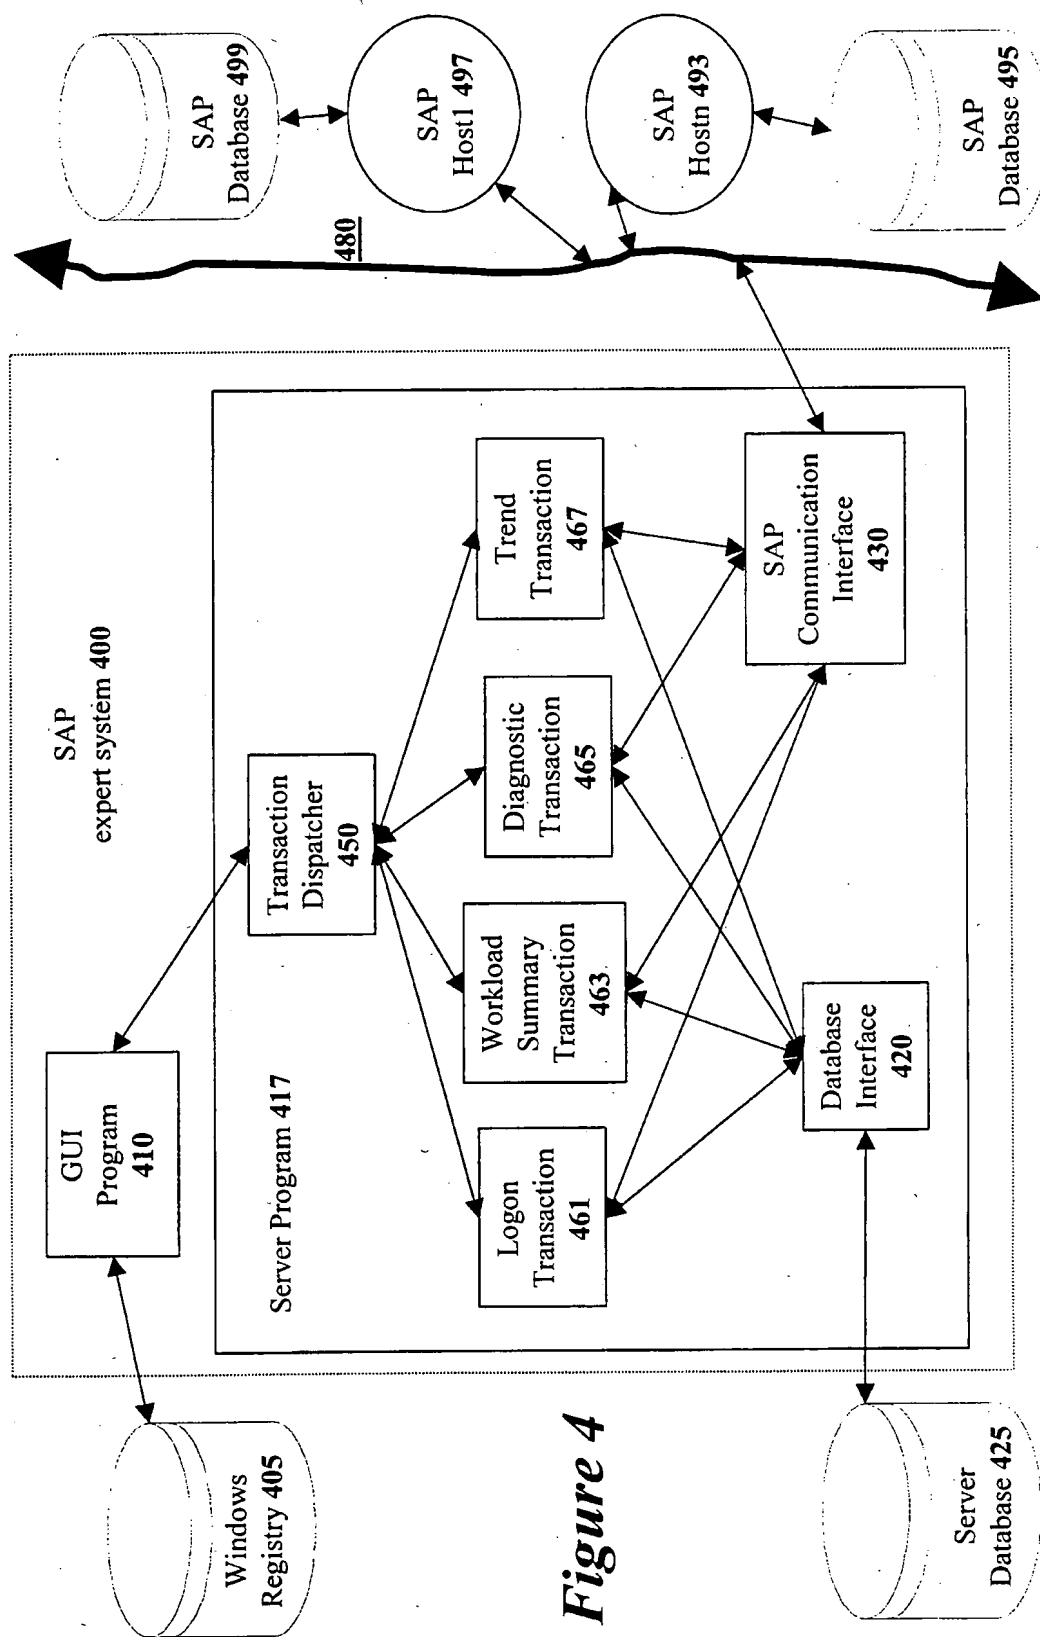 Windows
Registry 405
GUI
Program
410
SAP
expert system 400
480
SAP
Database 499
SAP
Host1 497
SAP
Hostn 493
SAP
Database 495
Server Program 417
Transaction
Dispatcher
450
Logon
Transaction
461
Workload
Summary
Transaction
463
Diagnostic
Transaction
465
Trend
Transaction
467
Database
Interface
420
SAP
Communication
Interface
430
Server
Database 425
Figure 4